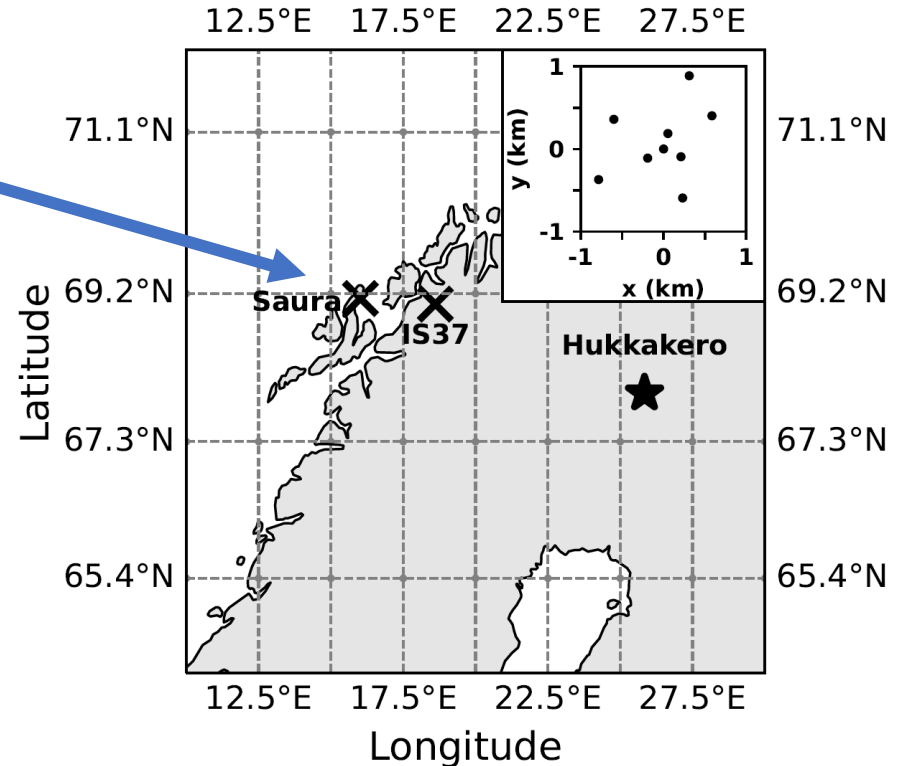 12.5°E 17.5°E 22.5°E 27.5°E
71.1°N
1
0
-1
y (km)
-1 0 1
x (km)
71.1°N
69.2°N
Saura
IS37
69.2°N
Hukkakero
Latitude
67.3°N
67.3°N
65.4°N
65.4°N
12.5°E 17.5°E 22.5°E 27.5°E
Longitude